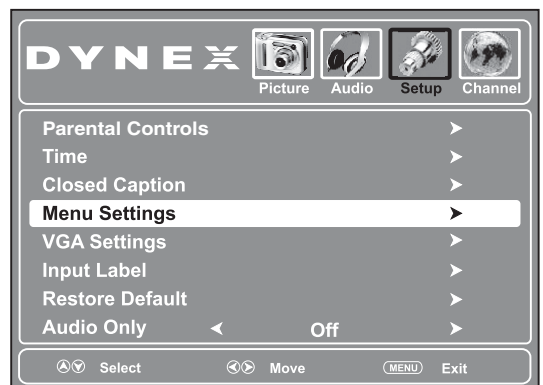 DYNEX
Picture Audio Setup Channel
Parental Controls
Time
Closed Caption
Menu Settings
VGA Settings
Input Label
Restore Default
Audio Only Off
Select Move MENU Exit